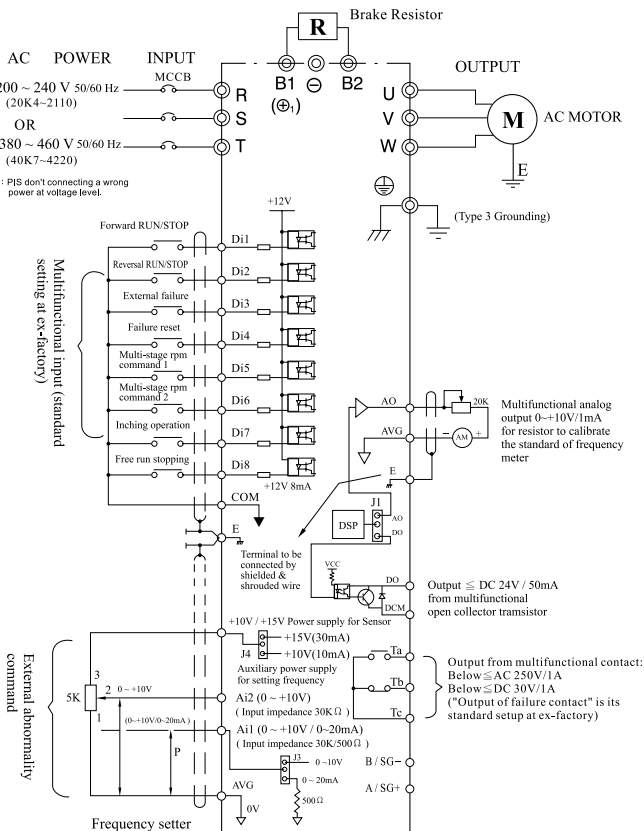 R
Brake Resistor
AC POWER INPUT
OUTPUT
MCCB
B1 ⊖ B2
(⊕1)
200 ~ 240 V 50/60 Hz
(20K4~2110)
R
S
T
U
V
W
M
AC MOTOR
E
OR
380 ~ 460 V 50/60 Hz
(40K7~4220)
: PIS don't connecting a wrong
power at voltage level.
(Type 3 Grounding)
+12V
Forward RUN/STOP
Di1
Reversal RUN/STOP
Di2
External failure
Di3
Failure reset
Di4
Multi-stage rpm
command 1
Di5
Multi-stage rpm
command 2
Di6
Inching operation
Di7
Free run stopping
Di8
+12V 8mA
COM
E
Multifunctional input (standard
setting at ex-factory)
AO
20K
AVG
− AM +
E
Multifunctional analog
output 0~+10V/1mA
for resistor to calibrate
the standard of frequency
meter
J1
DSP
AO
DO
Terminal to be
connected by
shielded &
shrouded wire
VCC
DO
DCM
Output ≦ DC 24V / 50mA
from multifunctional
open collector transistor
+10V / +15V Power supply for Sensor
+15V(30mA)
J4
+10V(10mA)
Auxiliary power supply
for setting frequency
Ta
Tb
Tc
Output from multifunctional contact:
Below≦AC 250V/1A
Below≦DC 30V/1A
("Output of failure contact" is its
standard setup at ex-factory)
External abnormality
command
5K
3
2
1
0 ~ +10V
Ai2 (0 ~ +10V)
( Input impedance 30KΩ )
(0~+10V/0~20mA)
Ai1 (0 ~ +10V / 0~20mA)
( Input impedance 30K/500Ω )
P
J3
0 ~10V
0 ~ 20mA
500Ω
B / SG−
A / SG+
AVG
0V
Frequency setter